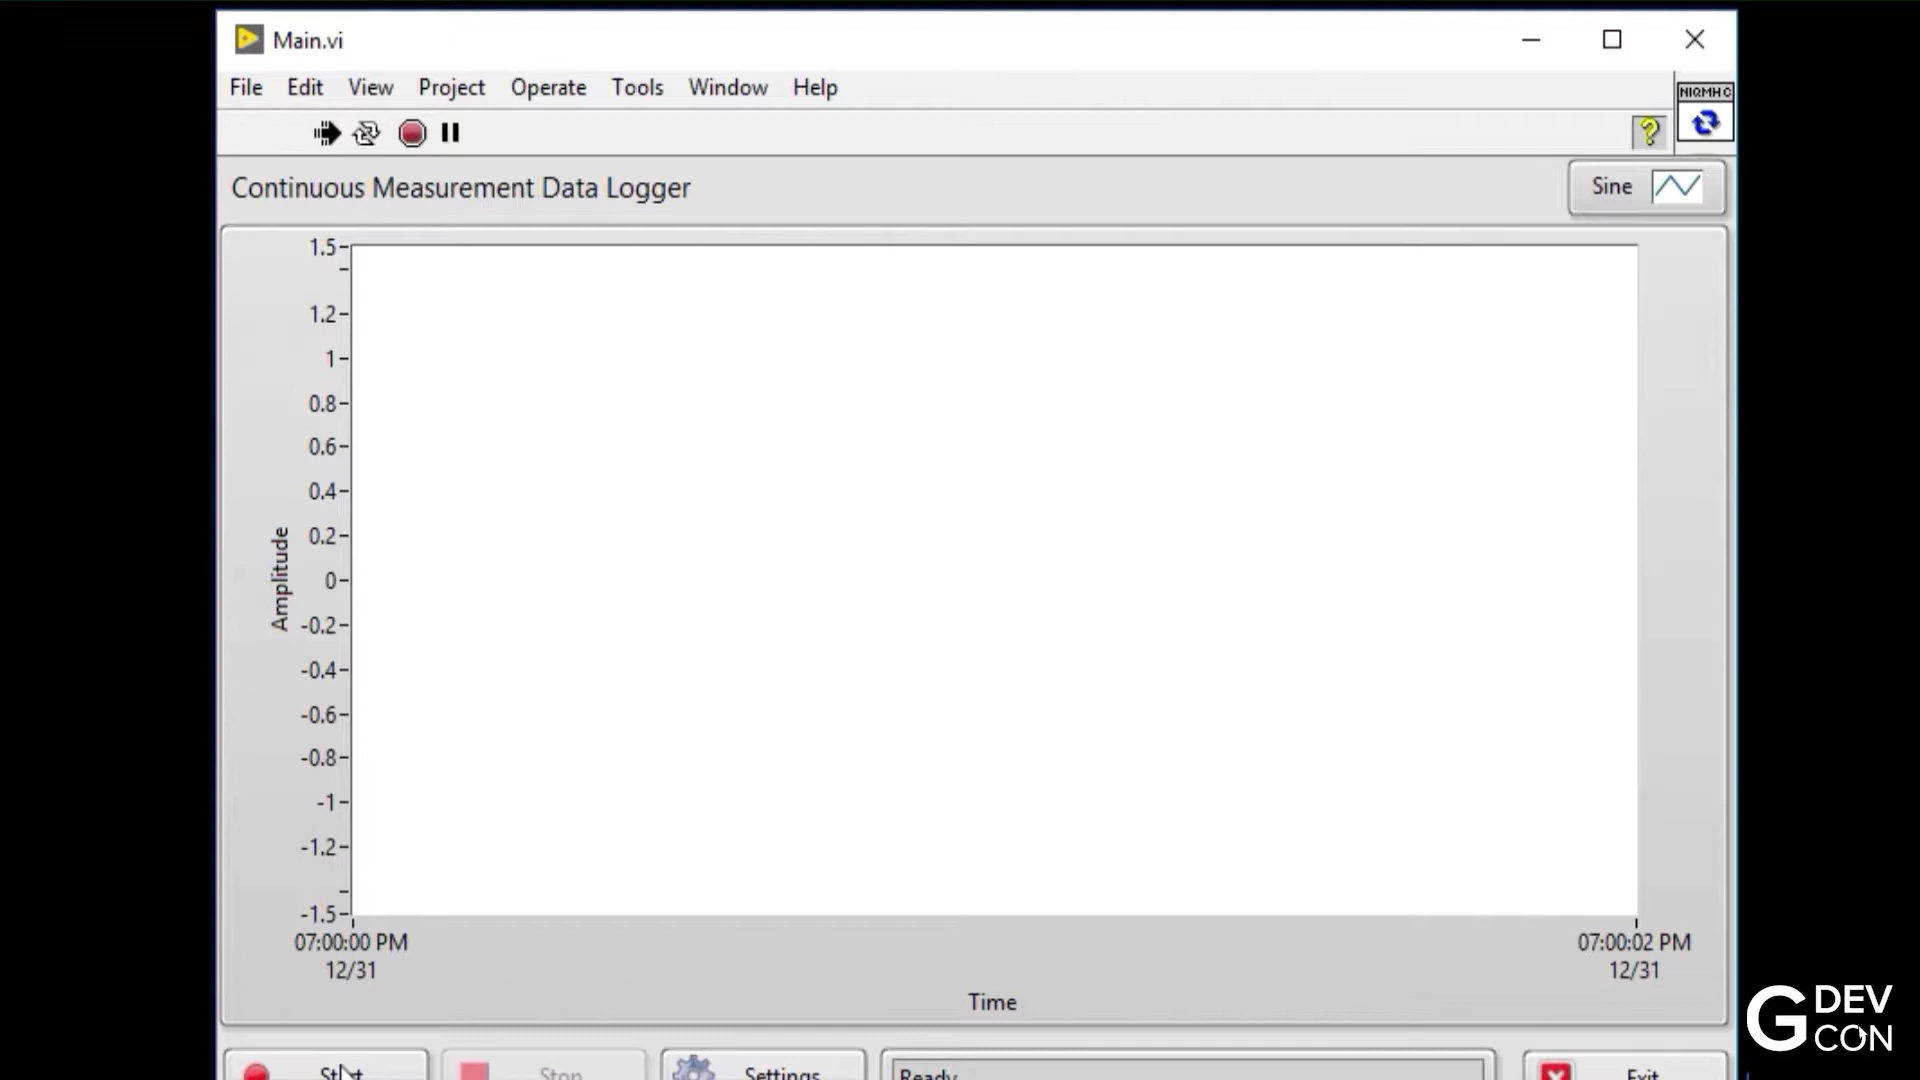 Main.vi
File Edit View Project Operate Tools Window Help
NIQMHC
Continuous Measurement Data Logger
Sine
1.5
1.2
1
0.8
0.6
0.4
0.2
0
-0.2
-0.4
-0.6
-0.8
-1
-1.2
-1.5
Amplitude
07:00:00 PM 07:00:02 PM
12/31 12/31
Time
Start Stop Settings Ready Exit
G DEV CON